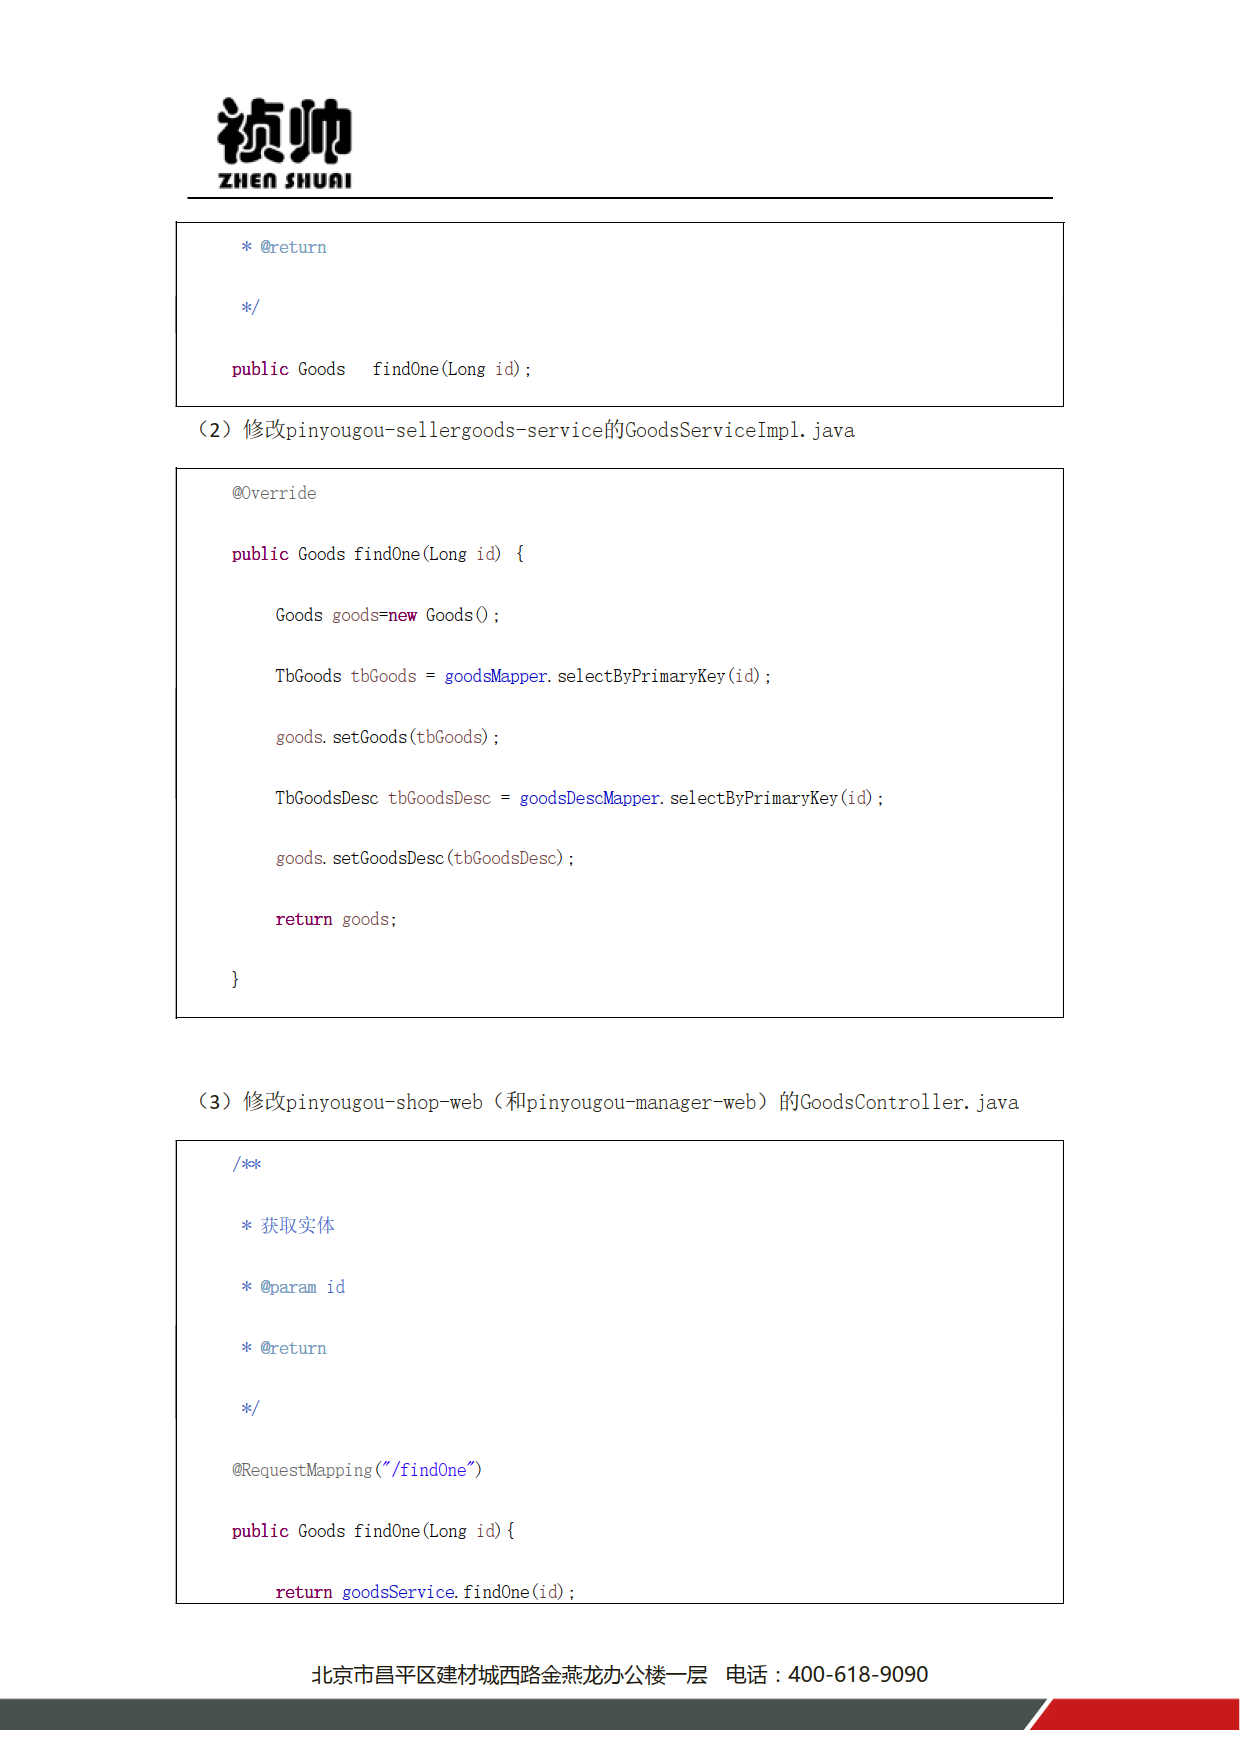 祯帅
ZHEN SHUAI
* @return
*/
public Goods findOne(Long id);
（2）修改pinyougou-sellergoods-service的GoodsServiceImpl.java
@Override
public Goods findOne(Long id) {
Goods goods=new Goods();
TbGoods tbGoods = goodsMapper.selectByPrimaryKey(id);
goods.setGoods(tbGoods);
TbGoodsDesc tbGoodsDesc = goodsDescMapper.selectByPrimaryKey(id);
goods.setGoodsDesc(tbGoodsDesc);
return goods;
}
（3）修改pinyougou-shop-web（和pinyougou-manager-web）的GoodsController.java
/**
* 获取实体
* @param id
* @return
*/
@RequestMapping("/findOne")
public Goods findOne(Long id){
return goodsService.findOne(id);
北京市昌平区建材城西路金燕龙办公楼一层 电话：400-618-9090